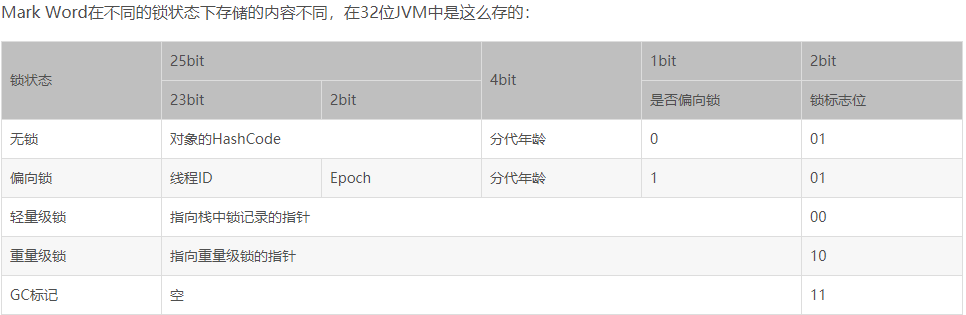 Mark Word在不同的锁状态下存储的内容不同，在32位JVM中是这么存的：
锁状态 25bit 4bit 1bit 2bit
23bit 2bit 是否偏向锁 锁标志位
无锁 对象的HashCode 分代年龄 0 01
偏向锁 线程ID Epoch 分代年龄 1 01
轻量级锁 指向栈中锁记录的指针 00
重量级锁 指向重量级锁的指针 10
GC标记 空 11